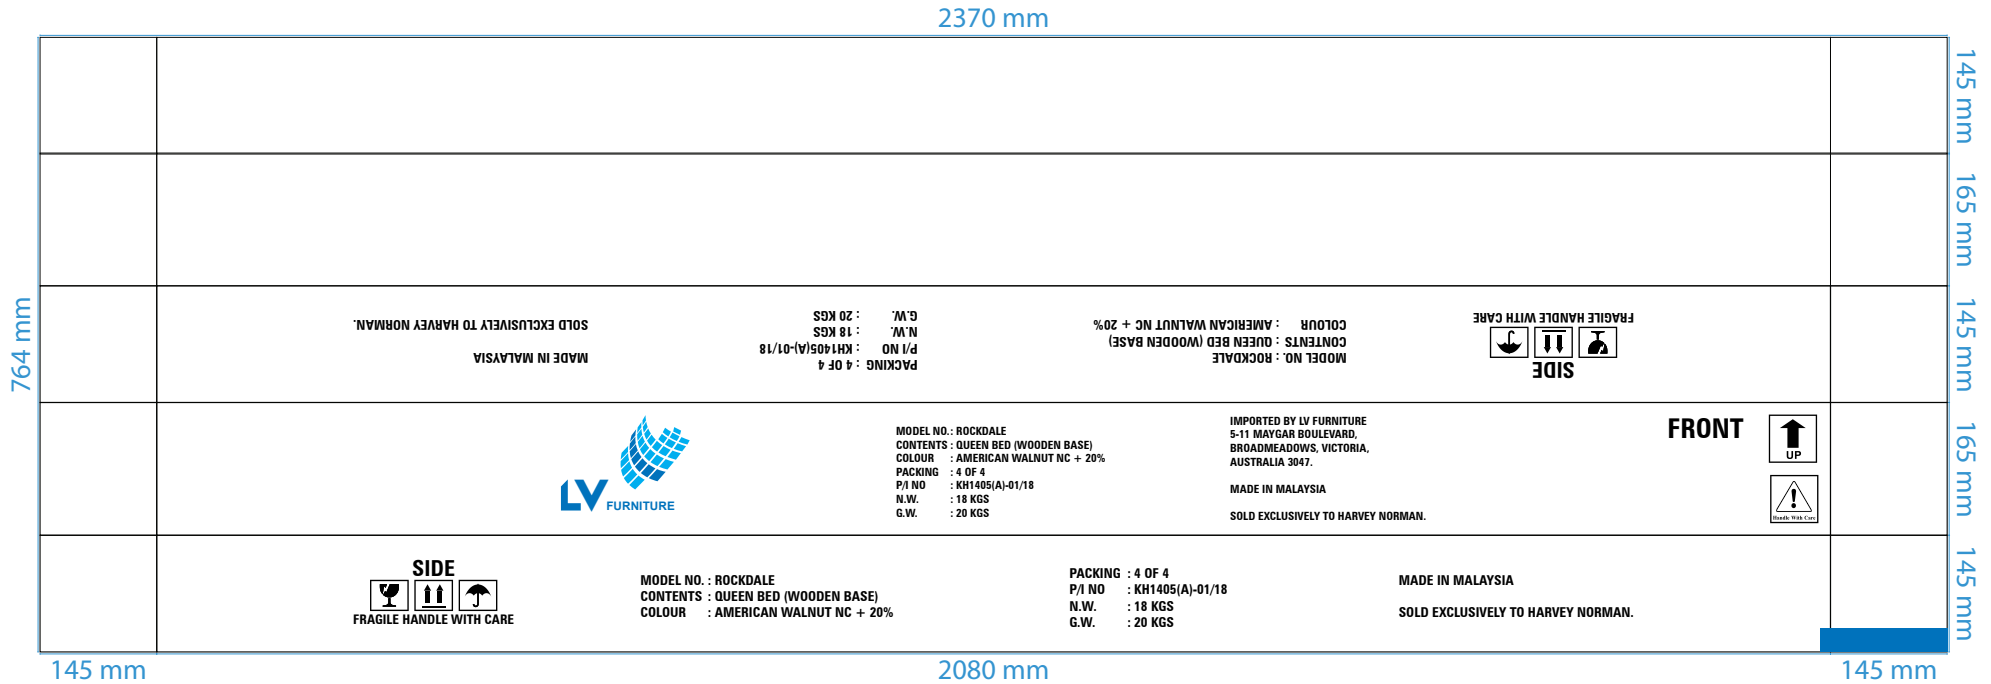 2370 mm
145 mm
165 mm
145 mm
165 mm
145 mm
764 mm
SIDE
FRAGILE HANDLE WITH CARE
MODEL NO. : ROCKDALE
CONTENTS : QUEEN BED (WOODEN BASE)
COLOUR : AMERICAN WALNUT NC + 20%
PACKING : 4 OF 4
P/I NO : KH1405(A)-01/18
N.W. : 18 KGS
G.W. : 20 KGS
MADE IN MALAYSIA
SOLD EXCLUSIVELY TO HARVEY NORMAN.
LV
FURNITURE
MODEL NO. : ROCKDALE
CONTENTS : QUEEN BED (WOODEN BASE)
COLOUR : AMERICAN WALNUT NC + 20%
PACKING : 4 OF 4
P/I NO : KH1405(A)-01/18
N.W. : 18 KGS
G.W. : 20 KGS
IMPORTED BY LV FURNITURE
5-11 MAYGAR BOULEVARD,
BROADMEADOWS, VICTORIA,
AUSTRALIA 3047.
MADE IN MALAYSIA
SOLD EXCLUSIVELY TO HARVEY NORMAN.
FRONT
UP
Handle With Care
SIDE
FRAGILE HANDLE WITH CARE
MODEL NO. : ROCKDALE
CONTENTS : QUEEN BED (WOODEN BASE)
COLOUR : AMERICAN WALNUT NC + 20%
PACKING : 4 OF 4
P/I NO : KH1405(A)-01/18
N.W. : 18 KGS
G.W. : 20 KGS
MADE IN MALAYSIA
SOLD EXCLUSIVELY TO HARVEY NORMAN.
145 mm
2080 mm
145 mm